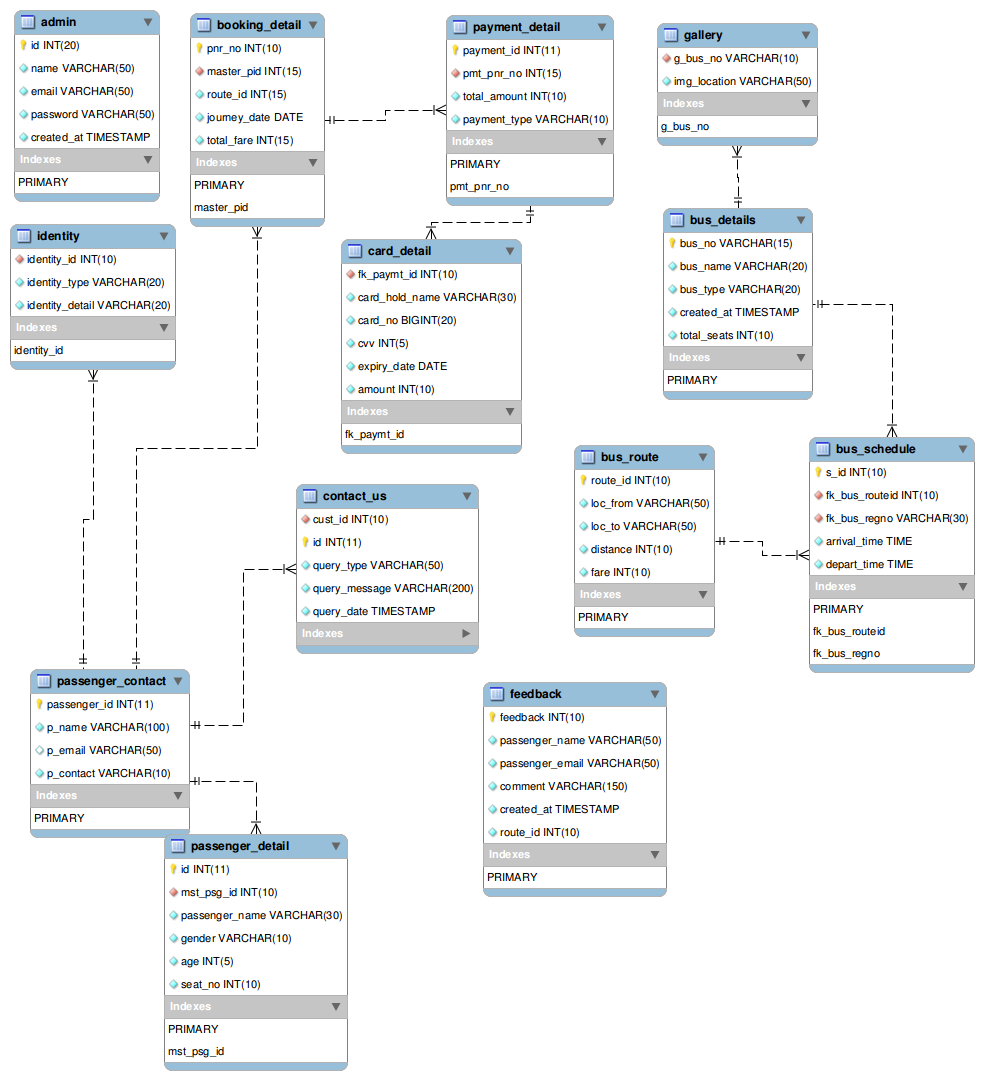 admin
id INT(20)
name VARCHAR(50)
email VARCHAR(50)
password VARCHAR(50)
created_at TIMESTAMP
Indexes
PRIMARY
booking_detail
pnr_no INT(10)
master_pid INT(15)
route_id INT(15)
journey_date DATE
total_fare INT(15)
Indexes
PRIMARY
master_pid
payment_detail
payment_id INT(11)
pmt_pnr_no INT(15)
total_amount INT(10)
payment_type VARCHAR(10)
Indexes
PRIMARY
pmt_pnr_no
gallery
g_bus_no VARCHAR(10)
img_location VARCHAR(50)
Indexes
g_bus_no
identity
identity_id INT(10)
identity_type VARCHAR(20)
identity_detail VARCHAR(20)
Indexes
identity_id
card_detail
fk_paymt_id INT(10)
card_hold_name VARCHAR(30)
card_no BIGINT(20)
cvv INT(5)
expiry_date DATE
amount INT(10)
Indexes
fk_paymt_id
bus_details
bus_no VARCHAR(15)
bus_name VARCHAR(20)
bus_type VARCHAR(20)
created_at TIMESTAMP
total_seats INT(10)
Indexes
PRIMARY
bus_route
route_id INT(10)
loc_from VARCHAR(50)
loc_to VARCHAR(50)
distance INT(10)
fare INT(10)
Indexes
PRIMARY
bus_schedule
s_id INT(10)
fk_bus_routeid INT(10)
fk_bus_regno VARCHAR(30)
arrival_time TIME
depart_time TIME
Indexes
PRIMARY
fk_bus_routeid
fk_bus_regno
contact_us
cust_id INT(10)
id INT(11)
query_type VARCHAR(50)
query_message VARCHAR(200)
query_date TIMESTAMP
Indexes
passenger_contact
passenger_id INT(11)
p_name VARCHAR(100)
p_email VARCHAR(50)
p_contact VARCHAR(10)
Indexes
PRIMARY
feedback
feedback INT(10)
passenger_name VARCHAR(50)
passenger_email VARCHAR(50)
comment VARCHAR(150)
created_at TIMESTAMP
route_id INT(10)
Indexes
PRIMARY
passenger_detail
id INT(11)
mst_psg_id INT(10)
passenger_name VARCHAR(30)
gender VARCHAR(10)
age INT(5)
seat_no INT(10)
Indexes
PRIMARY
mst_psg_id